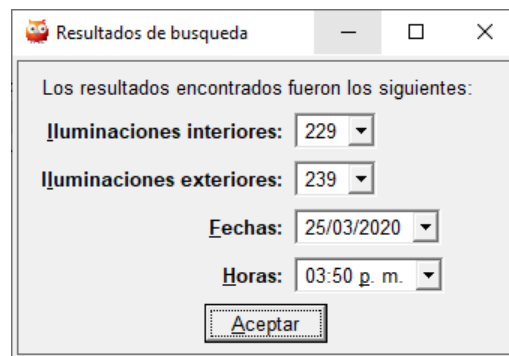 Resultados de busqueda
Los resultados encontrados fueron los siguientes:
Iluminaciones interiores: 229
Iluminaciones exteriores: 239
Fechas: 25/03/2020
Horas: 03:50 p. m.
Aceptar